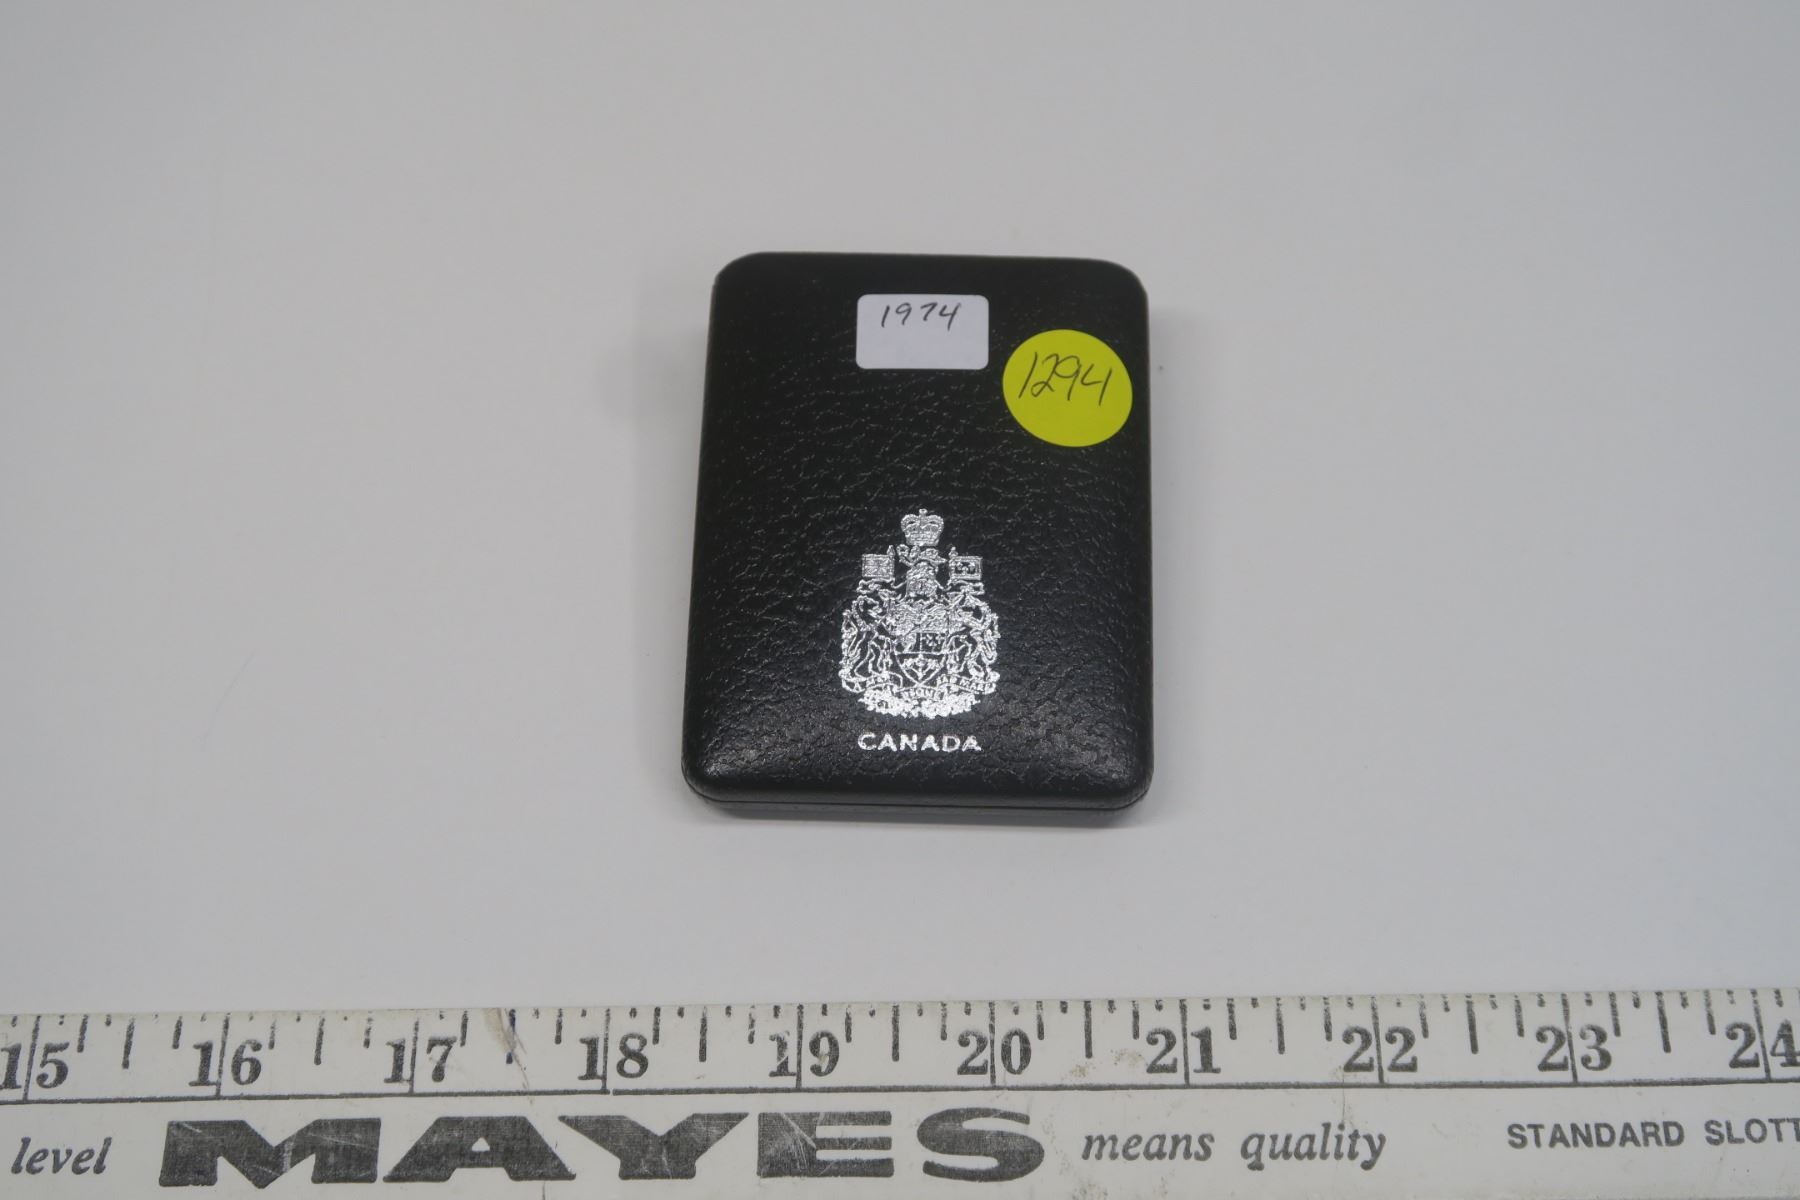 1974
1294
CANADA
15 16 17 18 19 20 21 22 23 24
level MAYES means quality STANDARD SLOTT